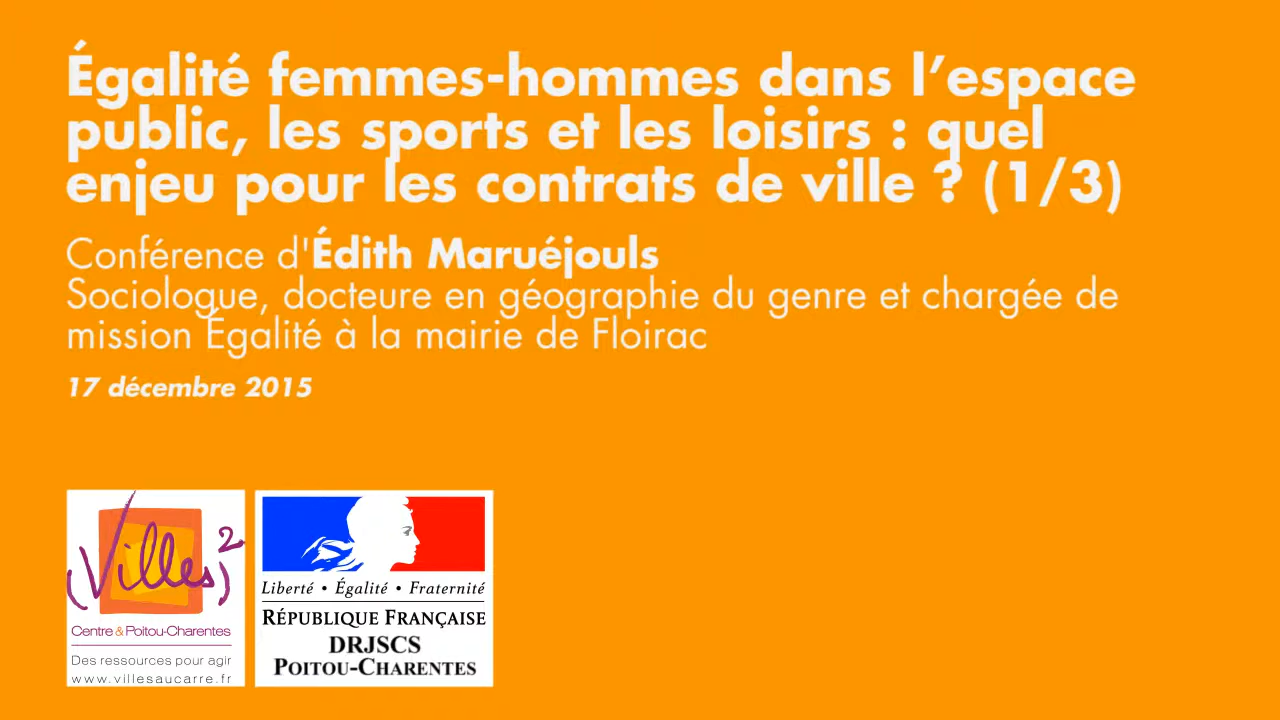 Égalité femmes-hommes dans l’espace
public, les sports et les loisirs : quel
enjeu pour les contrats de ville ? (1/3)
Conférence d'Édith Maruéjouls
Sociologue, docteure en géographie du genre et chargée de
mission Égalité à la mairie de Floirac
17 décembre 2015
(Villes)2
Centre & Poitou-Charentes
Des ressources pour agir
www.villesaucarre.fr
Liberté • Égalité • Fraternité
RÉPUBLIQUE FRANÇAISE
DRJSCS
POITOU-CHARENTES